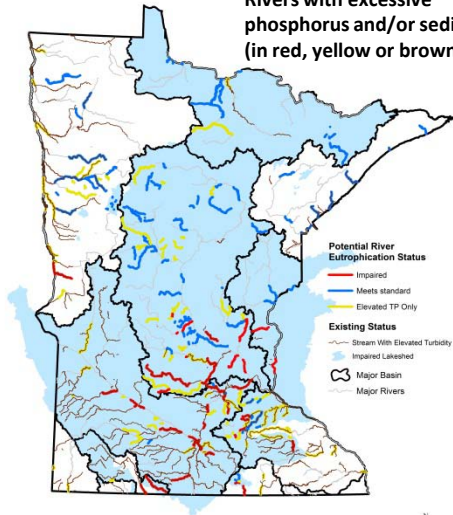 Rivers with excessive
phosphorus and/or sedi
(in red, yellow or brown
Potential River
Eutrophication Status
Impaired
Meets standard
Elevated TP Only
Existing Status
Stream With Elevated Turbidity
Impaired Lakeshed
Major Basin
Major Rivers